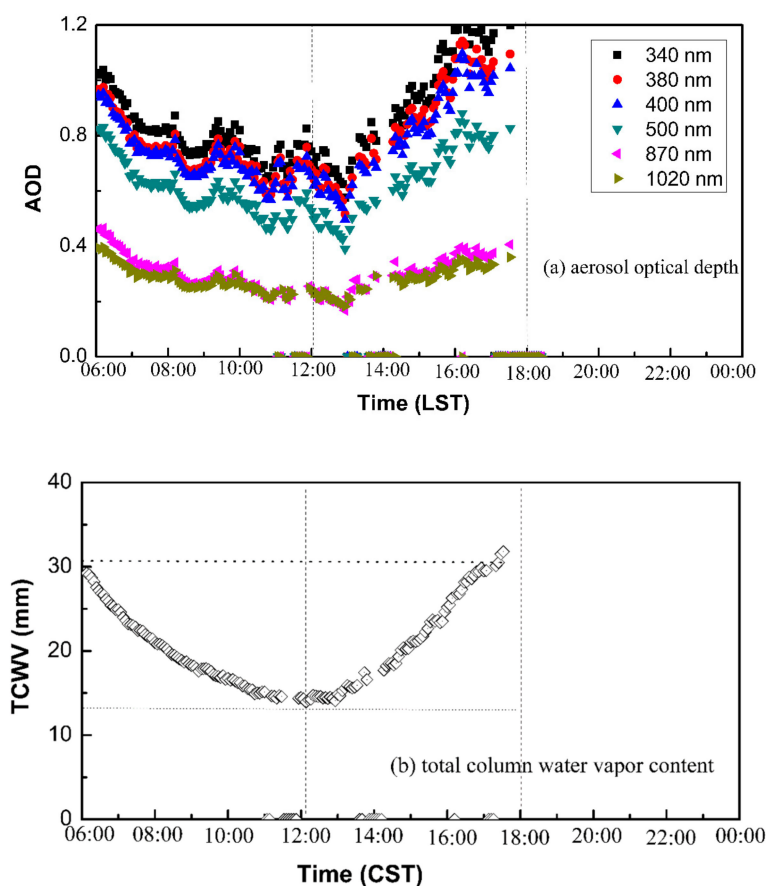 1.2
0.8
0.4
0.0
AOD
340 nm
380 nm
400 nm
500 nm
870 nm
1020 nm
(a) aerosol optical depth
06:00 08:00 10:00 12:00 14:00 16:00 18:00 20:00 22:00 00:00
Time (LST)
40
30
20
10
0
TCWV (mm)
(b) total column water vapor content
06:00 08:00 10:00 12:00 14:00 16:00 18:00 20:00 22:00 00:00
Time (CST)